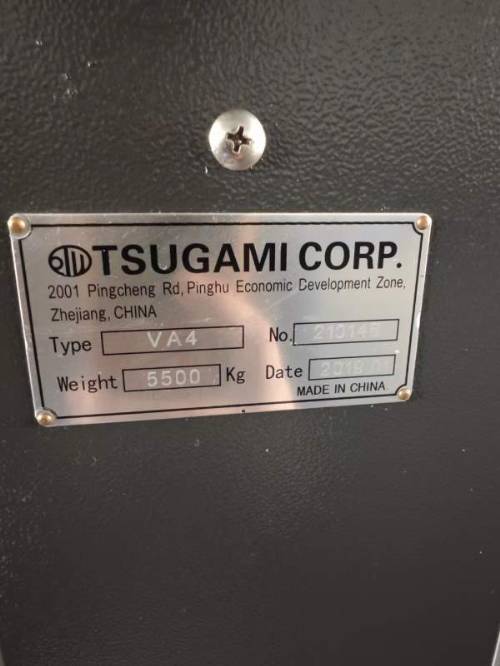 TSUGAMI CORP.
2001 Pingcheng Rd, Pinghu Economic Development Zone,
Zhejiang, CHINA
Type VA4 No.
Weight 5500 Kg Date
MADE IN CHINA